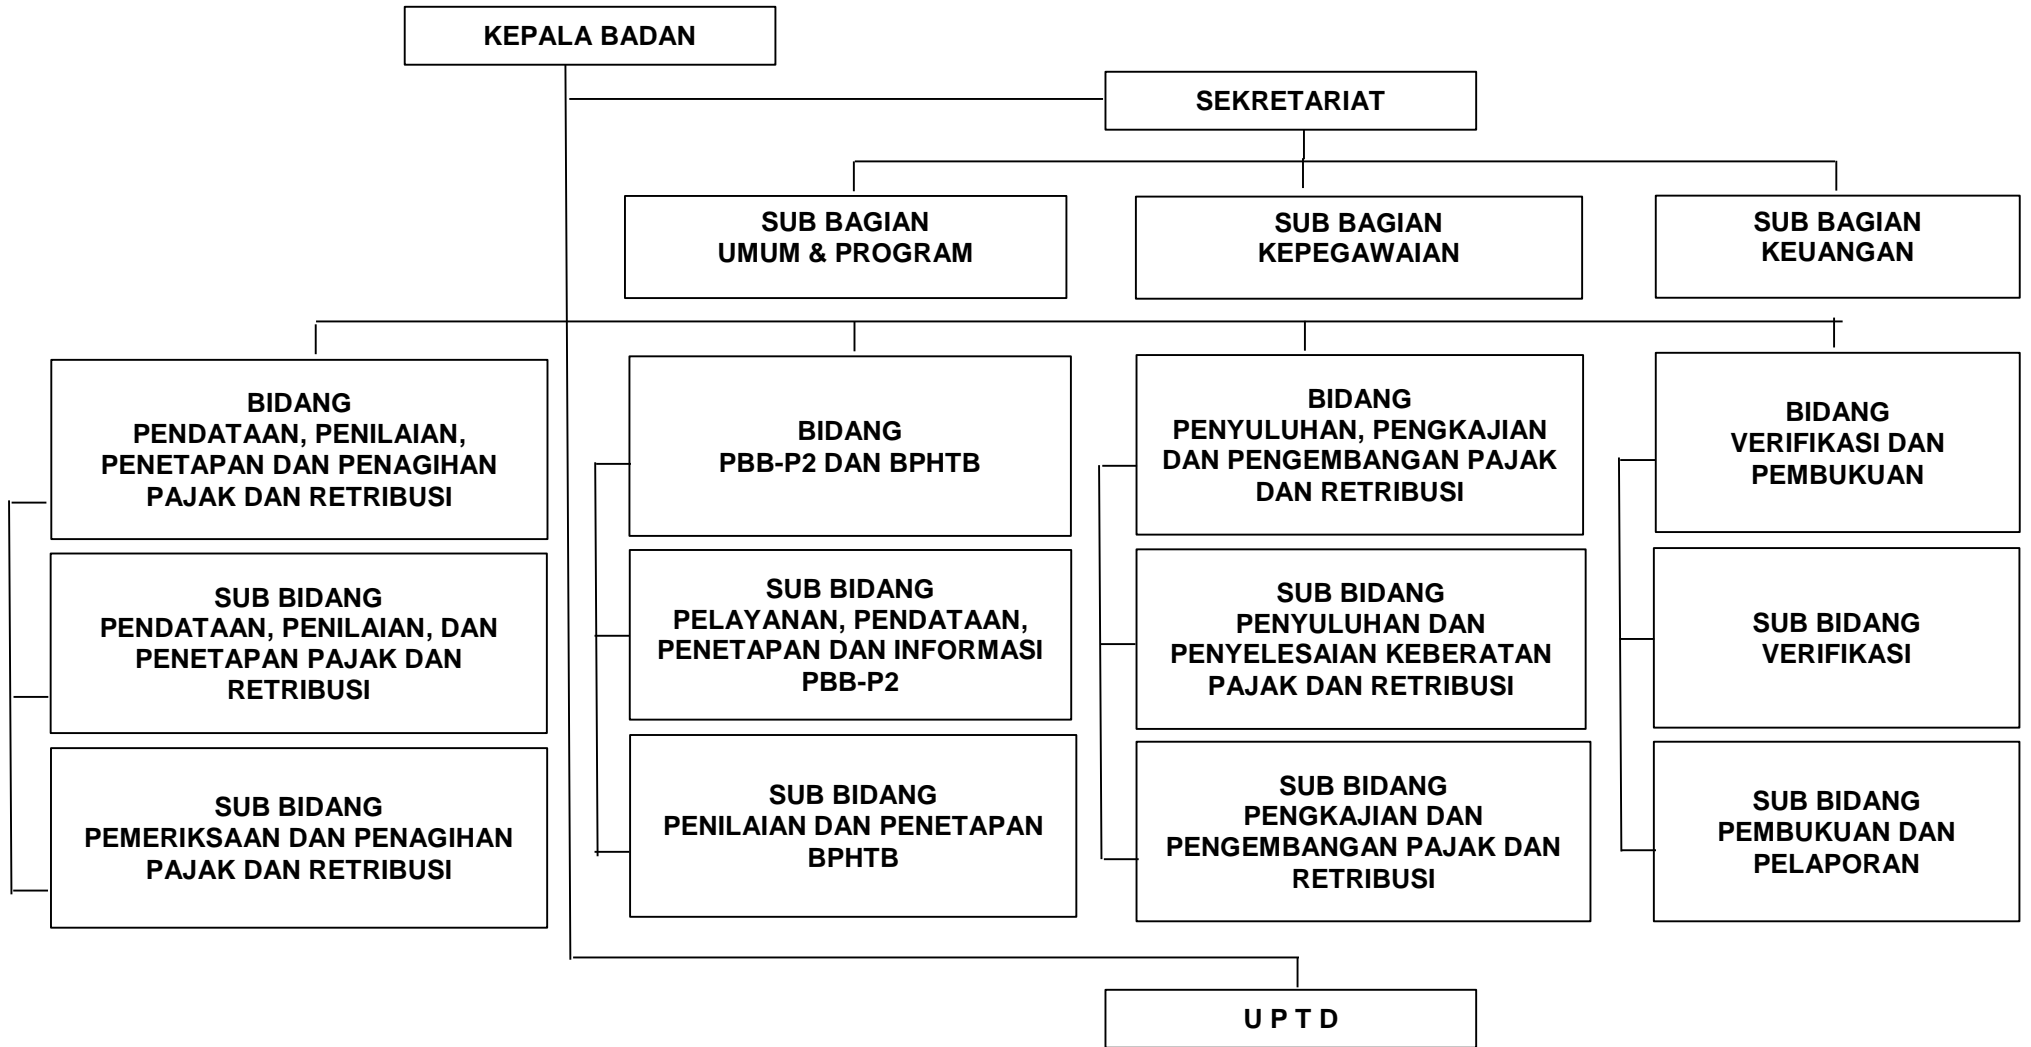 KEPALA BADAN
SEKRETARIAT
SUB BAGIAN
UMUM & PROGRAM
SUB BAGIAN
KEPEGAWAIAN
SUB BAGIAN
KEUANGAN
BIDANG
PENDATAAN, PENILAIAN,
PENETAPAN DAN PENAGIHAN
PAJAK DAN RETRIBUSI
BIDANG
PBB-P2 DAN BPHTB
BIDANG
PENYULUHAN, PENGKAJIAN
DAN PENGEMBANGAN PAJAK
DAN RETRIBUSI
BIDANG
VERIFIKASI DAN
PEMBUKUAN
SUB BIDANG
PENDATAAN, PENILAIAN, DAN
PENETAPAN PAJAK DAN
RETRIBUSI
SUB BIDANG
PELAYANAN, PENDATAAN,
PENETAPAN DAN INFORMASI
PBB-P2
SUB BIDANG
PENYULUHAN DAN
PENYELESAIAN KEBERATAN
PAJAK DAN RETRIBUSI
SUB BIDANG
VERIFIKASI
SUB BIDANG
PEMERIKSAAN DAN PENAGIHAN
PAJAK DAN RETRIBUSI
SUB BIDANG
PENILAIAN DAN PENETAPAN
BPHTB
SUB BIDANG
PENGKAJIAN DAN
PENGEMBANGAN PAJAK DAN
RETRIBUSI
SUB BIDANG
PEMBUKUAN DAN
PELAPORAN
U P T D